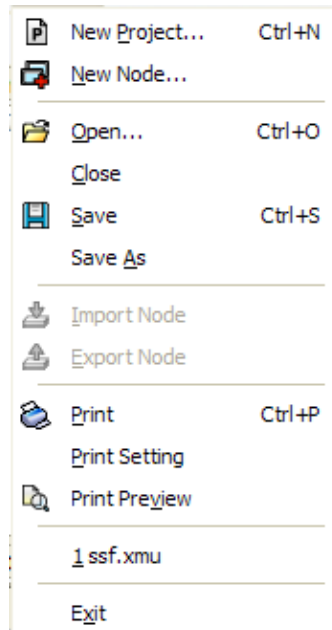 New Project... Ctrl+N
New Node...
Open... Ctrl+O
Close
Save Ctrl+S
Save As
Import Node
Export Node
Print Ctrl+P
Print Setting
Print Preview
1 ssf.xmu
Exit